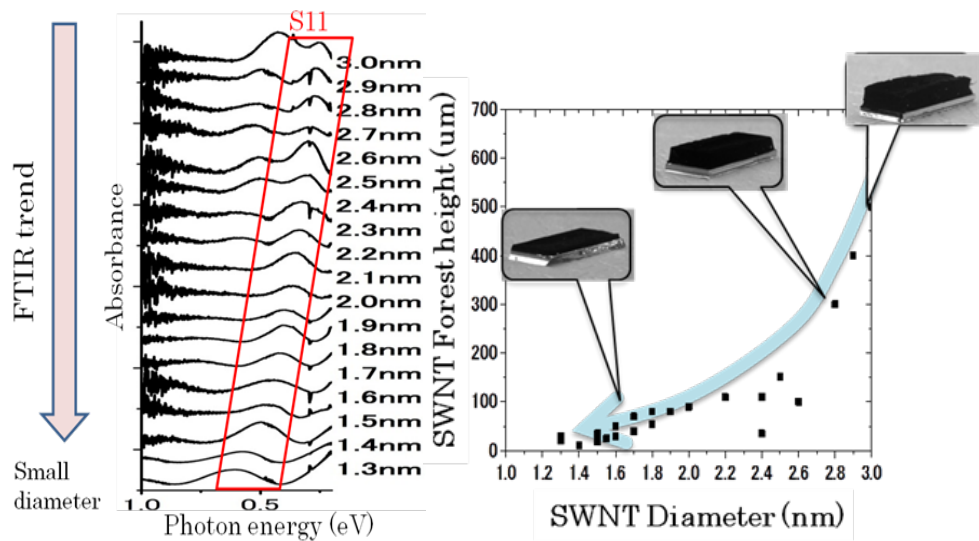 S11
FTIR trend
Small
diameter
Absorbance
3.0nm
2.9nm
2.8nm
2.7nm
2.6nm
2.5nm
2.4nm
2.3nm
2.2nm
2.1nm
2.0nm
1.9nm
1.8nm
1.7nm
1.6nm
1.5nm
1.4nm
1.3nm
1.0
0.5
Photon energy (eV)
SWNT Forest height (um)
700
600
500
400
300
200
100
0
1.0
1.2
1.4
1.6
1.8
2.0
2.2
2.4
2.6
2.8
3.0
SWNT Diameter (nm)